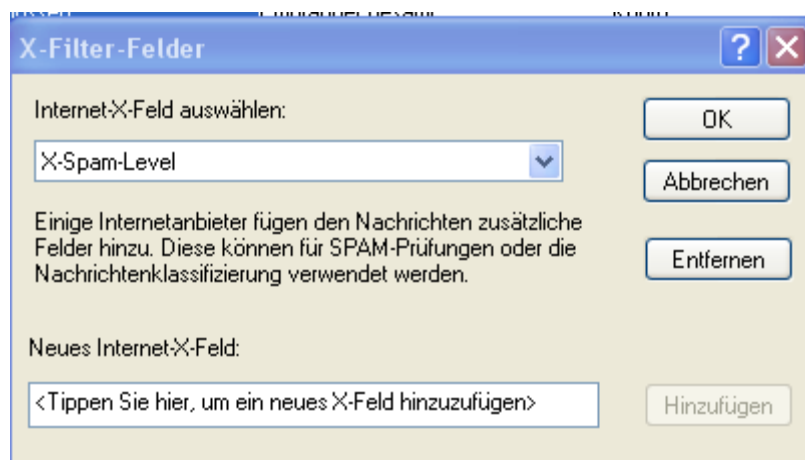 X-Filter-Felder
Internet-X-Feld auswählen:
OK
X-Spam-Level
Abbrechen
Einige Internetanbieter fügen den Nachrichten zusätzliche
Felder hinzu. Diese können für SPAM-Prüfungen oder die
Nachrichtenklassifizierung verwendet werden.
Entfernen
Neues Internet-X-Feld:
<Tippen Sie hier, um ein neues X-Feld hinzuzufügen>
Hinzufügen